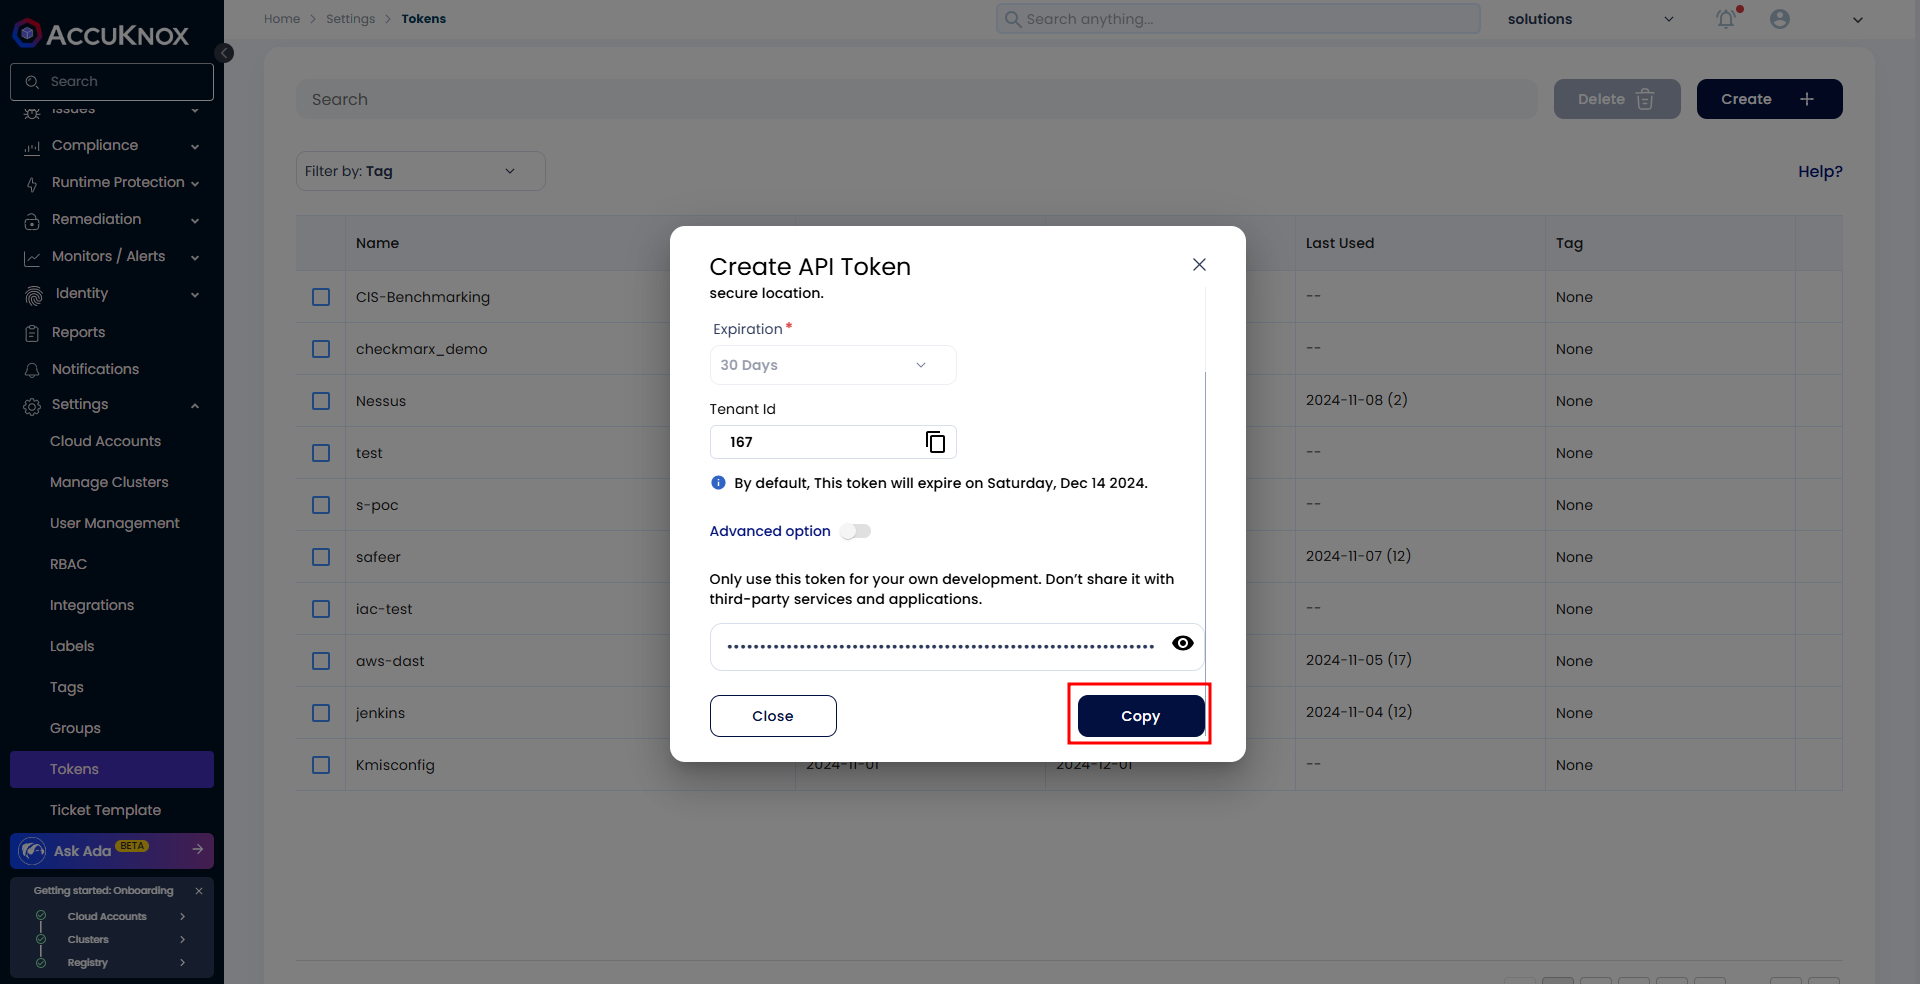 Home > Settings > Tokens
Search anything...
solutions
ACCUKNOX
Search
Issues
Compliance
Runtime Protection
Remediation
Monitors / Alerts
Identity
Reports
Notifications
Settings
Cloud Accounts
Manage Clusters
User Management
RBAC
Integrations
Labels
Tags
Groups
Tokens
Ticket Template
Ask Ada BETA
Getting started: Onboarding
Cloud Accounts
Clusters
Registry
Search
Delete
Create
Filter by: Tag
Help?
Name Last Used Tag
CIS-Benchmarking -- None
checkmarx_demo -- None
Nessus 2024-11-08 (2) None
test -- None
s-poc -- None
safeer 2024-11-07 (12) None
iac-test -- None
aws-dast 2024-11-05 (17) None
jenkins 2024-11-04 (12) None
Kmisconfig 2024-11-01 2024-12-01 -- None
Create API Token
secure location.
Expiration*
30 Days
Tenant Id
167
By default, This token will expire on Saturday, Dec 14 2024.
Advanced option
Only use this token for your own development. Don't share it with
third-party services and applications.
Close
Copy